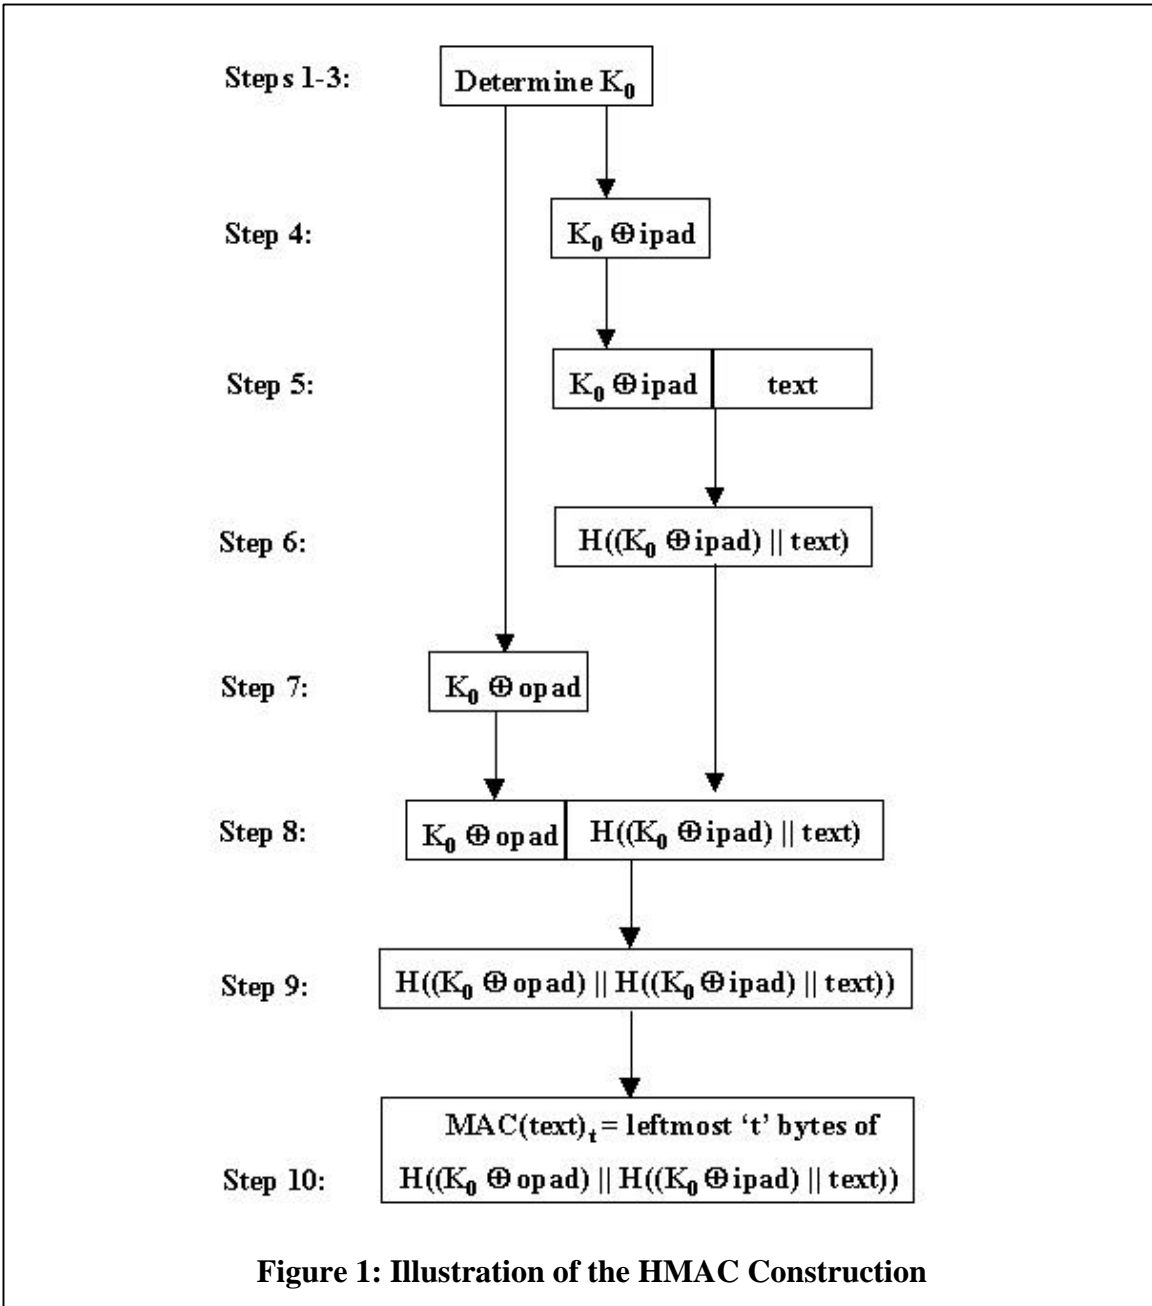 Steps 1-3:
Determine K₀
Step 4:
K₀ ⊕ ipad
Step 5:
K₀ ⊕ ipad text
Step 6:
H((K₀ ⊕ ipad) || text)
Step 7:
K₀ ⊕ opad
Step 8:
K₀ ⊕ opad H((K₀ ⊕ ipad) || text)
Step 9:
H((K₀ ⊕ opad) || H((K₀ ⊕ ipad) || text))
MAC(text)ₜ = leftmost ‘t’ bytes of
Step 10:
H((K₀ ⊕ opad) || H((K₀ ⊕ ipad) || text))
Figure 1: Illustration of the HMAC Construction